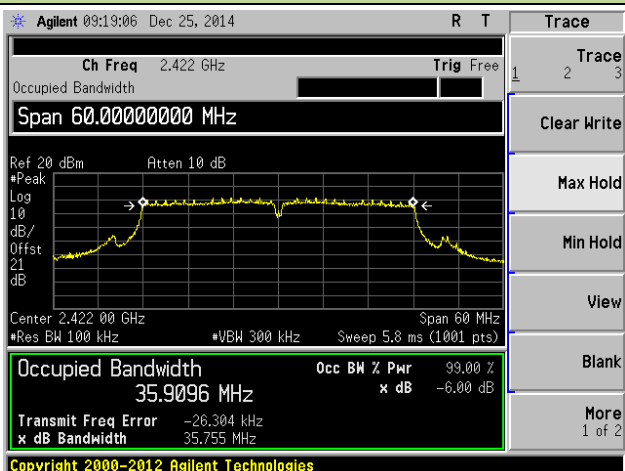 Agilent 09:19:06 Dec 25, 2014 R T
Trace
Ch Freq 2.422 GHz Trig Free
Occupied Bandwidth
Span 60.00000000 MHz
Ref 20 dBm Atten 10 dB
#Peak
Log
10
dB/
Offst
21
dB
Center 2.422 00 GHz Span 60 MHz
#Res BW 100 kHz #VBW 300 kHz Sweep 5.8 ms (1001 pts)
Occupied Bandwidth Occ BW % Pwr 99.00 %
35.9096 MHz x dB -6.00 dB
Transmit Freq Error -26.304 kHz
x dB Bandwidth 35.755 MHz
Copyright 2000-2012 Agilent Technologies
Trace
1 2 3
Clear Write
Max Hold
Min Hold
View
Blank
More
1 of 2